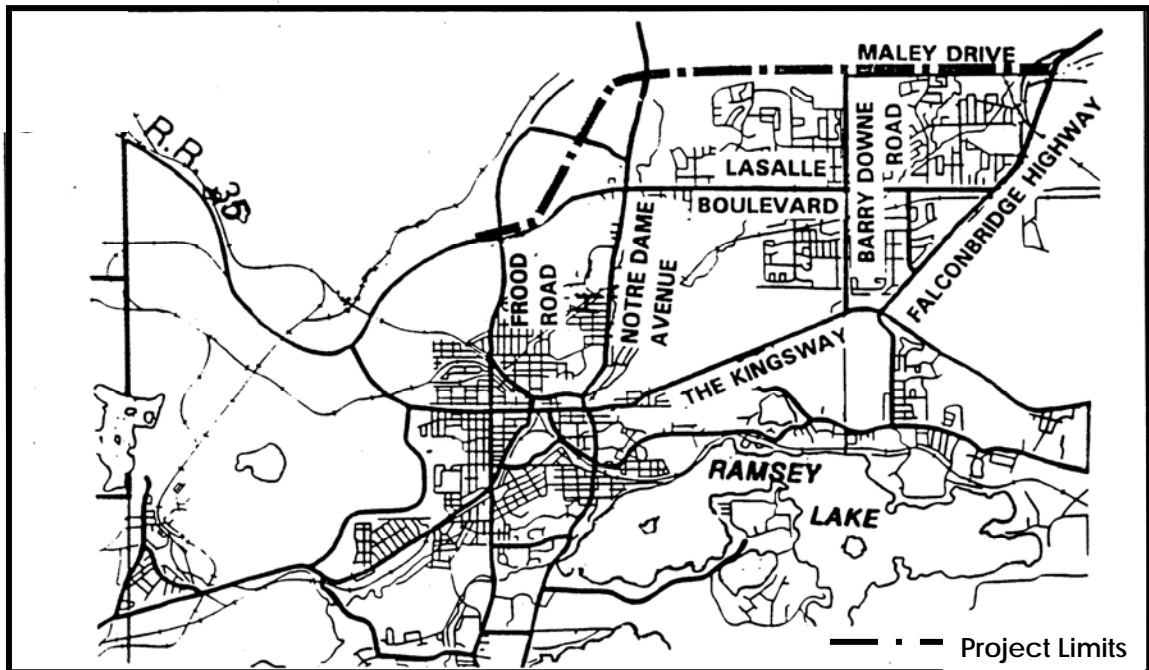 MALEY DRIVE
R.R. 35
LASALLE
BOULEVARD
BARRY DOWNE
ROAD
FALCONBRIDGE HIGHWAY
FROOD
ROAD
NOTRE DAME
AVENUE
THE KINGSWAY
RAMSEY
LAKE
Project Limits